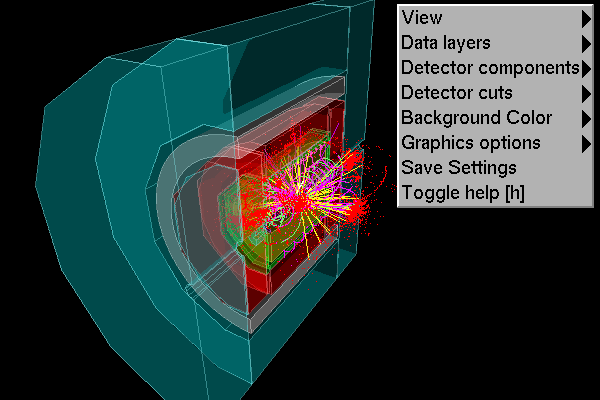 View
Data layers
Detector components
Detector cuts
Background Color
Graphics options
Save Settings
Toggle help [h]